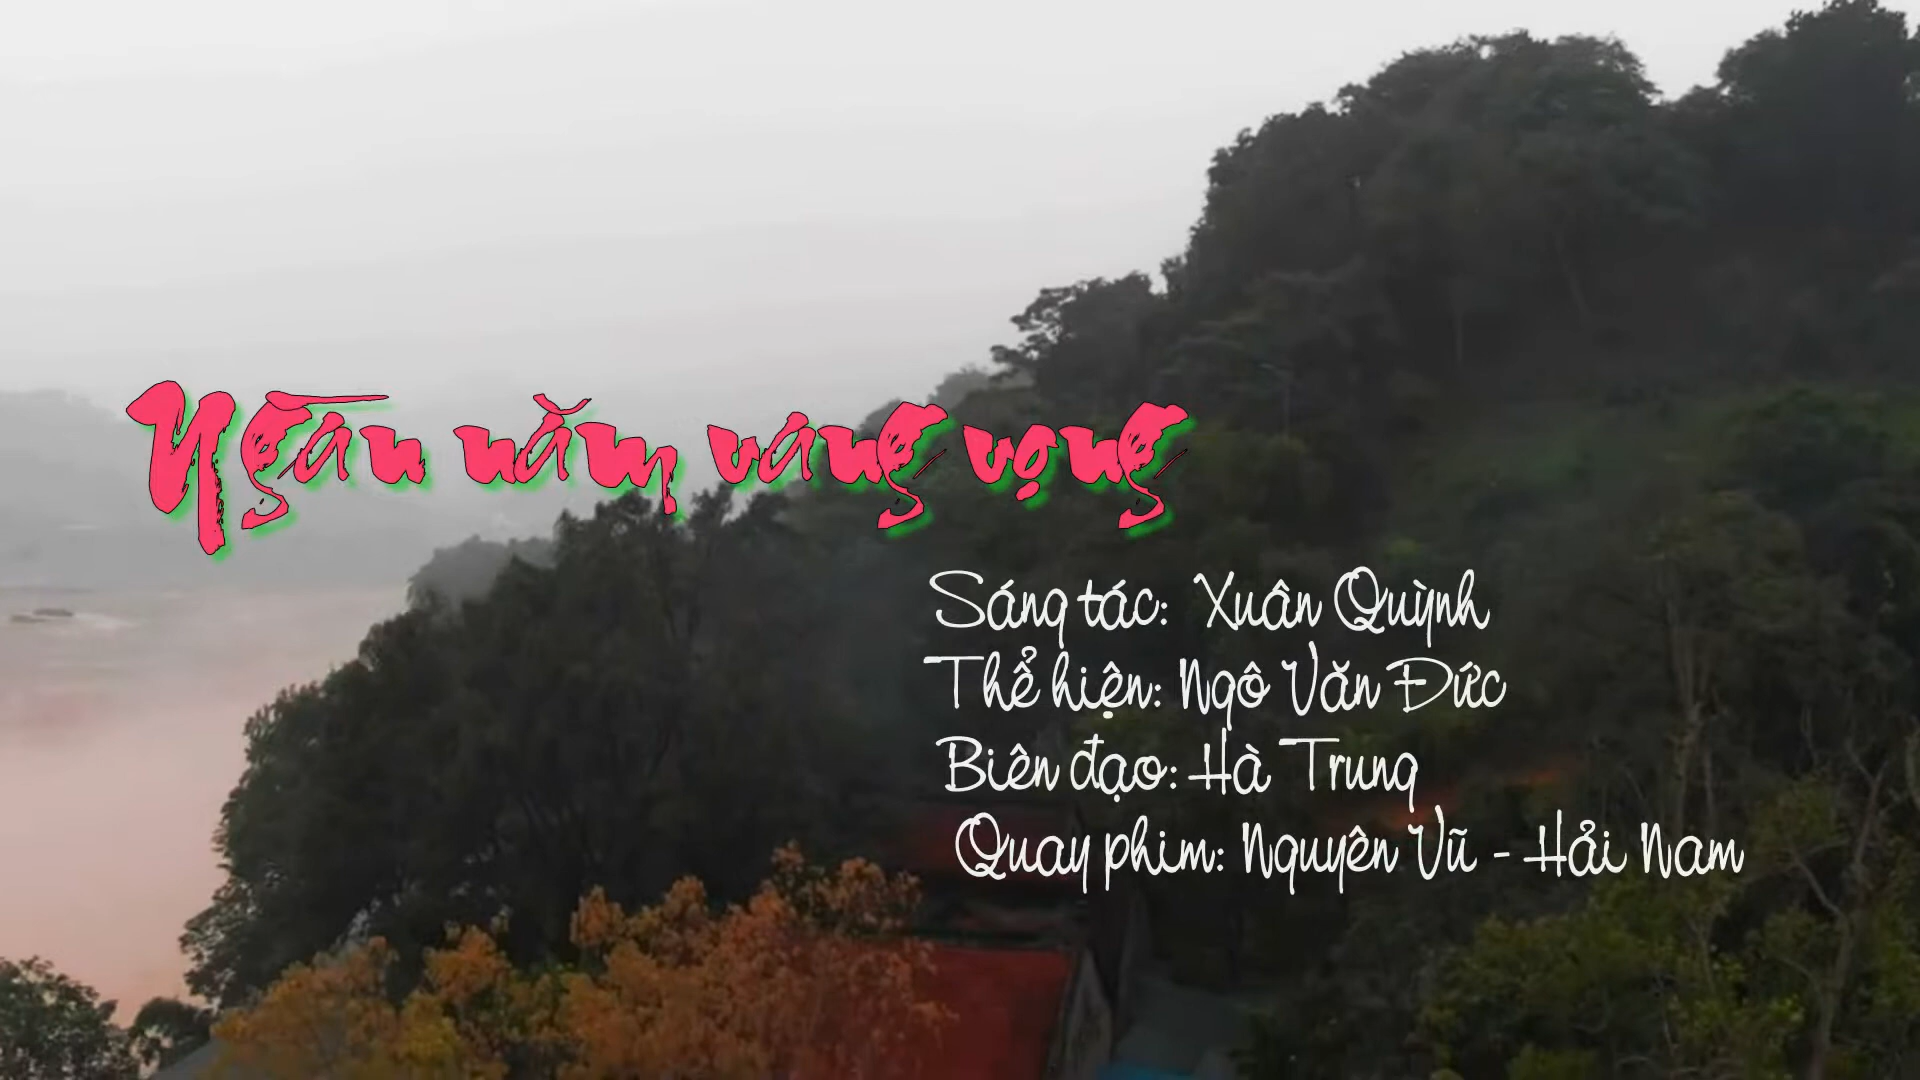 Ngàn năm vang vọng
Sáng tác: Xuân Quỳnh
Thể hiện: Ngô Văn Đức
Biên đạo: Hà Trung
Quay phim: Nguyên Vũ - Hải Nam